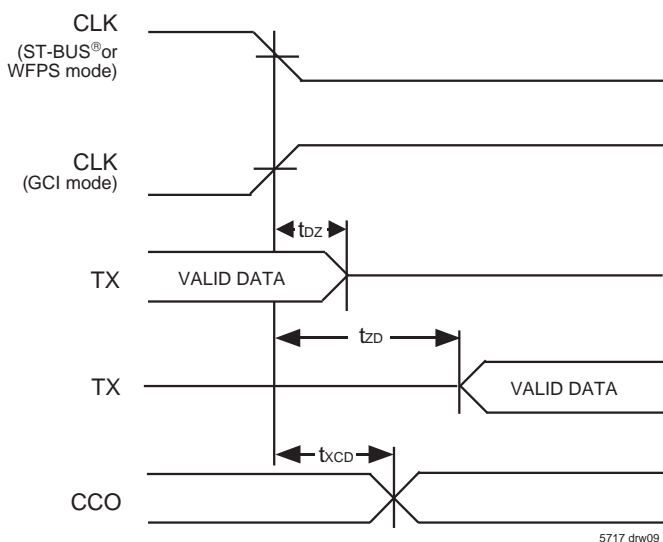 CLK
(ST-BUS®or
WFPS mode)
CLK
(GCI mode)
tDZ
TX
VALID DATA
tZD
TX
VALID DATA
tXCD
CCO
5717 drw09